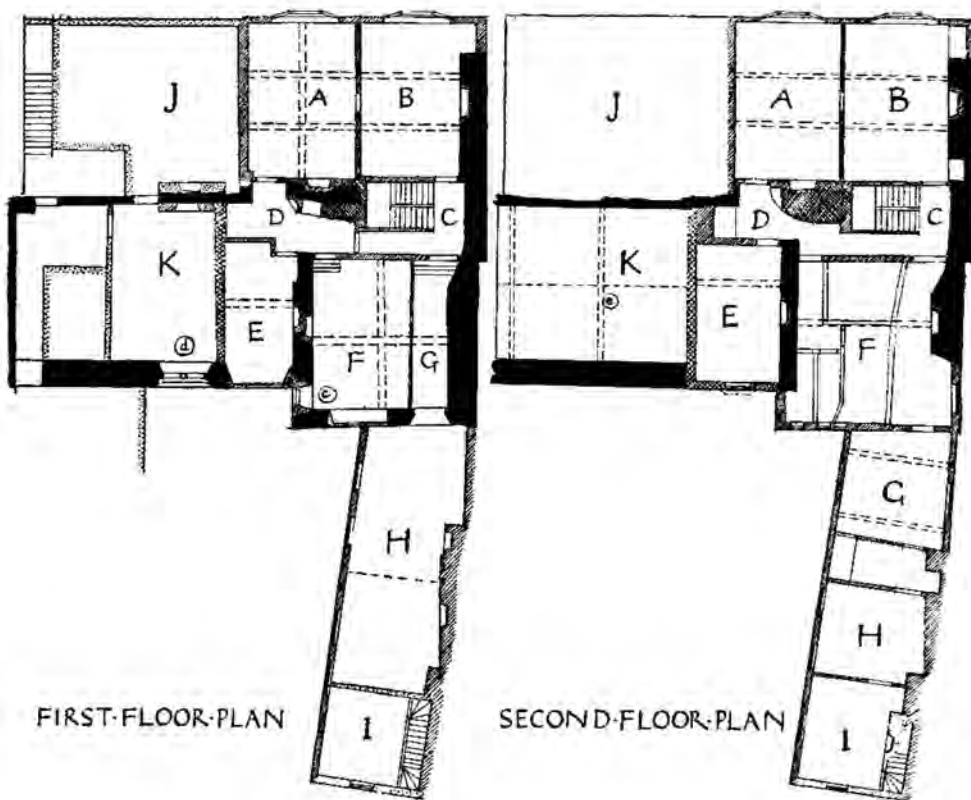 J
A
B
D
C
K
E
F
G
ⓒ
ⓓ
H
I
FIRST·FLOOR·PLAN
J
A
B
D
C
K
ⓔ
E
F
G
H
I
SECOND·FLOOR·PLAN